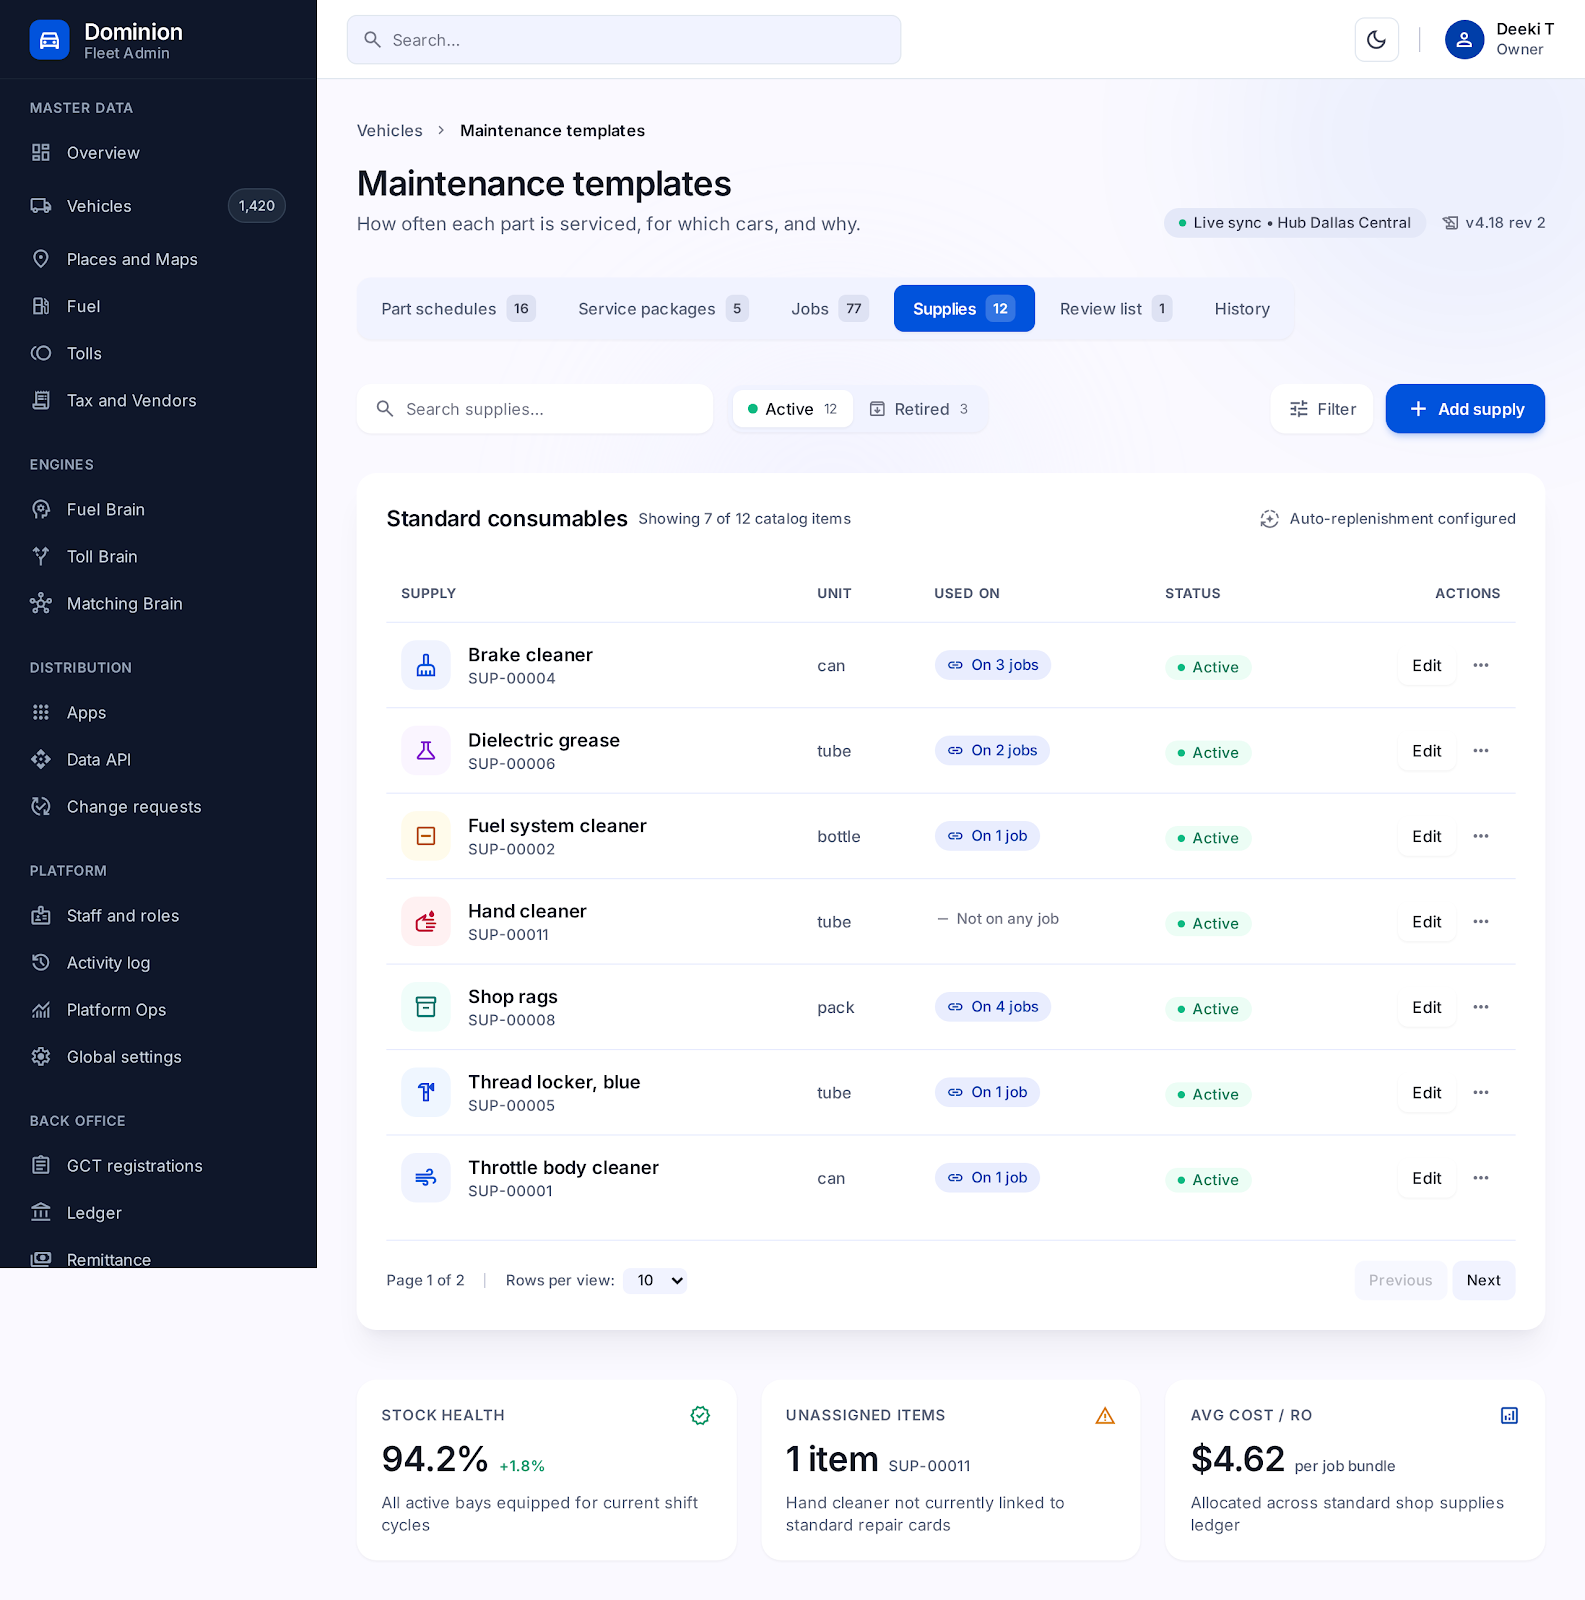 Dominion
Fleet Admin
MASTER DATA
Overview
Vehicles 1,420
Places and Maps
Fuel
Tolls
Tax and Vendors
ENGINES
Fuel Brain
Toll Brain
Matching Brain
DISTRIBUTION
Apps
Data API
Change requests
PLATFORM
Staff and roles
Activity log
Platform Ops
Global settings
BACK OFFICE
GCT registrations
Ledger
Remittance
Search...
Deeki T
Owner
Vehicles > Maintenance templates
Maintenance templates
How often each part is serviced, for which cars, and why.
Live sync • Hub Dallas Central v4.18 rev 2
Part schedules 16 Service packages 5 Jobs 77 Supplies 12 Review list 1 History
Search supplies... Active 12 Retired 3 Filter + Add supply
Standard consumables Showing 7 of 12 catalog items Auto-replenishment configured
SUPPLY UNIT USED ON STATUS ACTIONS
Brake cleaner
SUP-00004
can On 3 jobs Active Edit ···
Dielectric grease
SUP-00006
tube On 2 jobs Active Edit ···
Fuel system cleaner
SUP-00002
bottle On 1 job Active Edit ···
Hand cleaner
SUP-00011
tube — Not on any job Active Edit ···
Shop rags
SUP-00008
pack On 4 jobs Active Edit ···
Thread locker, blue
SUP-00005
tube On 1 job Active Edit ···
Throttle body cleaner
SUP-00001
can On 1 job Active Edit ···
Page 1 of 2 | Rows per view: 10 Previous Next
STOCK HEALTH
94.2% +1.8%
All active bays equipped for current shift
cycles
UNASSIGNED ITEMS
1 item SUP-00011
Hand cleaner not currently linked to
standard repair cards
AVG COST / RO
$4.62 per job bundle
Allocated across standard shop supplies
ledger